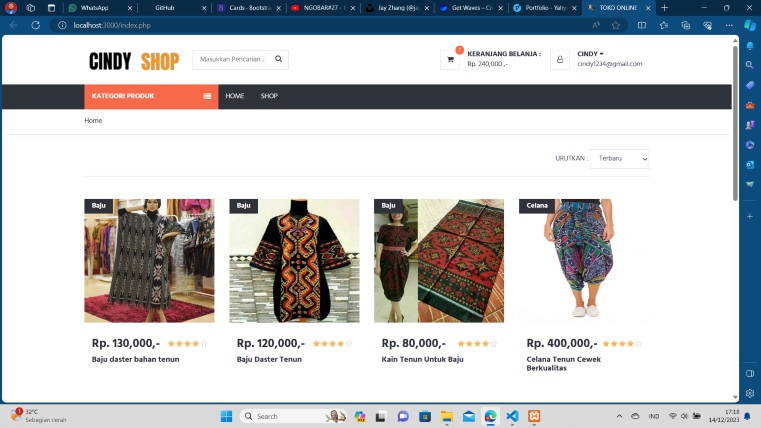 WhatsApp
GitHub
Cards · Bootstra
NGOBAR#27 -
Jay Zhang (@ja
Get Waves – Cr
Portfolio - Yahy
TOKO ONLINE
localhost:3000/index.php
CINDY SHOP
Masukkan Pencarian ..
KERANJANG BELANJA :
Rp. 240,000 ,-
CINDY
cindy1234@gmail.com
KATEGORI PRODUK
HOME
SHOP
Home
URUTKAN :
Terbaru
Baju
Baju
Baju
Celana
Rp. 130,000,-
Rp. 120,000,-
Rp. 80,000,-
Rp. 400,000,-
Baju daster bahan tenun
Baju Daster Tenun
Kain Tenun Untuk Baju
Celana Tenun Cewek
Berkualitas
1
32°C
Sebagian cerah
Search
IND
17:18
14/12/2023